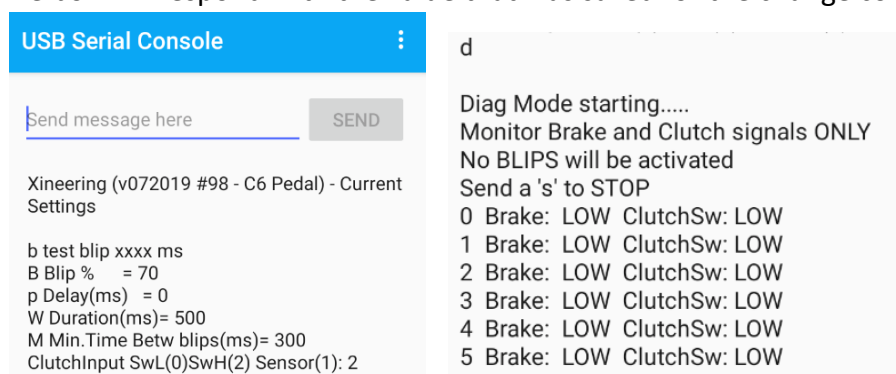 USB Serial Console
Send message here
SEND
Xineering (v072019 #98 - C6 Pedal) - Current
Settings
b test blip xxxx ms
B Blip % = 70
p Delay(ms) = 0
W Duration(ms)= 500
M Min.Time Betw blips(ms)= 300
ClutchInput SwL(0)SwH(2) Sensor(1): 2
d
Diag Mode starting.....
Monitor Brake and Clutch signals ONLY
No BLIPS will be activated
Send a 's' to STOP
0 Brake: LOW ClutchSw: LOW
1 Brake: LOW ClutchSw: LOW
2 Brake: LOW ClutchSw: LOW
3 Brake: LOW ClutchSw: LOW
4 Brake: LOW ClutchSw: LOW
5 Brake: LOW ClutchSw: LOW